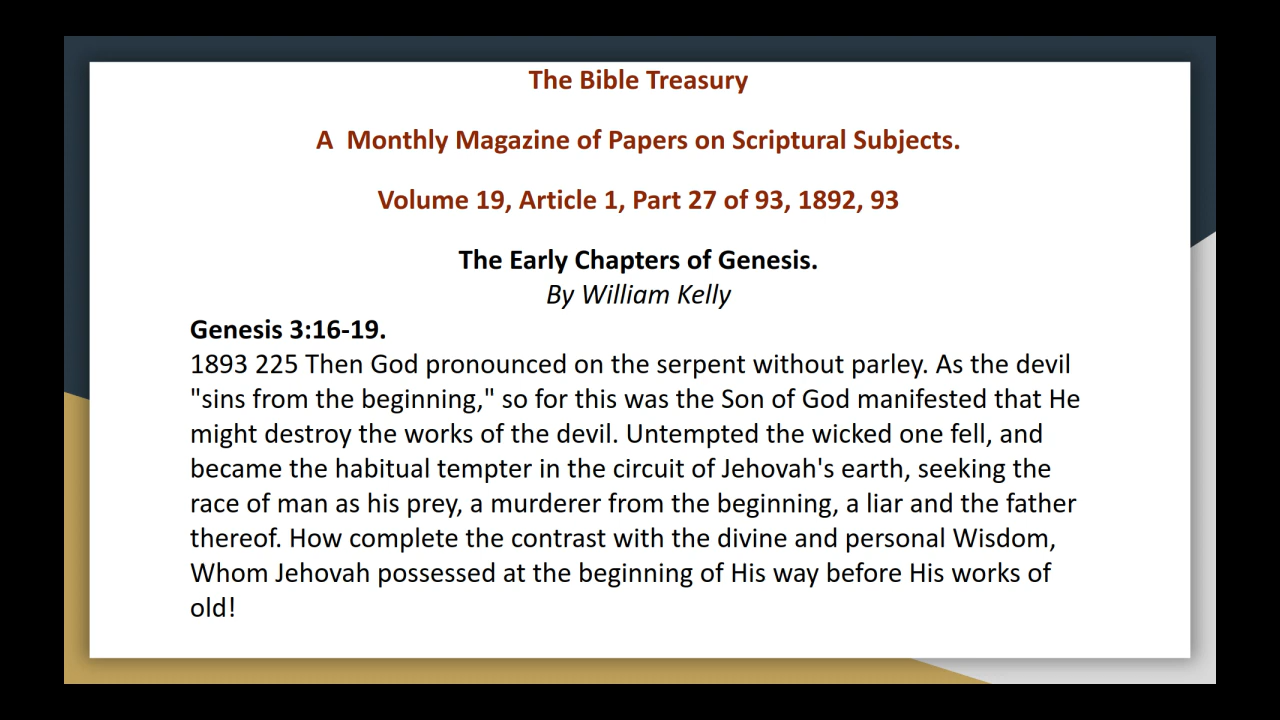 The Bible Treasury
A  Monthly Magazine of Papers on Scriptural Subjects.
Volume 19, Article 1, Part 27 of 93, 1892, 93
The Early Chapters of Genesis.
By William Kelly
Genesis 3:16-19.
1893 225 Then God pronounced on the serpent without parley. As the devil
"sins from the beginning," so for this was the Son of God manifested that He
might destroy the works of the devil. Untempted the wicked one fell, and
became the habitual tempter in the circuit of Jehovah's earth, seeking the
race of man as his prey, a murderer from the beginning, a liar and the father
thereof. How complete the contrast with the divine and personal Wisdom,
Whom Jehovah possessed at the beginning of His way before His works of
old!